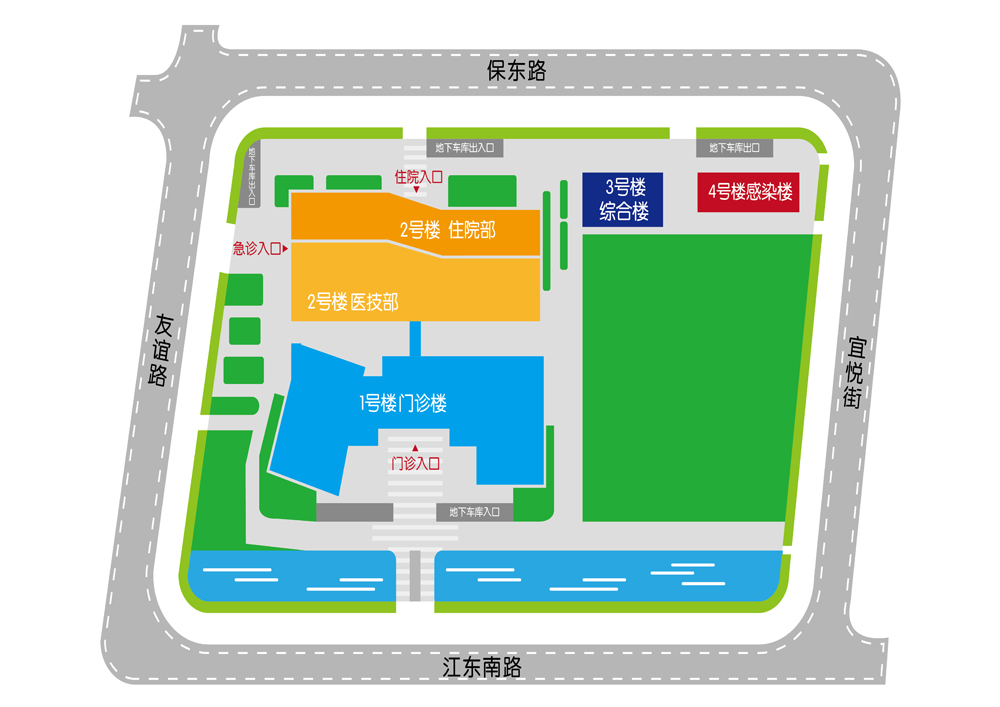 保东路
地下车库出入口
地下车库出口
地下车库出入口
住院入口
3号楼
综合楼
4号楼感染楼
2号楼 住院部
急诊入口
2号楼 医技部
友谊路
宜悦街
1号楼 门诊楼
门诊入口
地下车库入口
江东南路